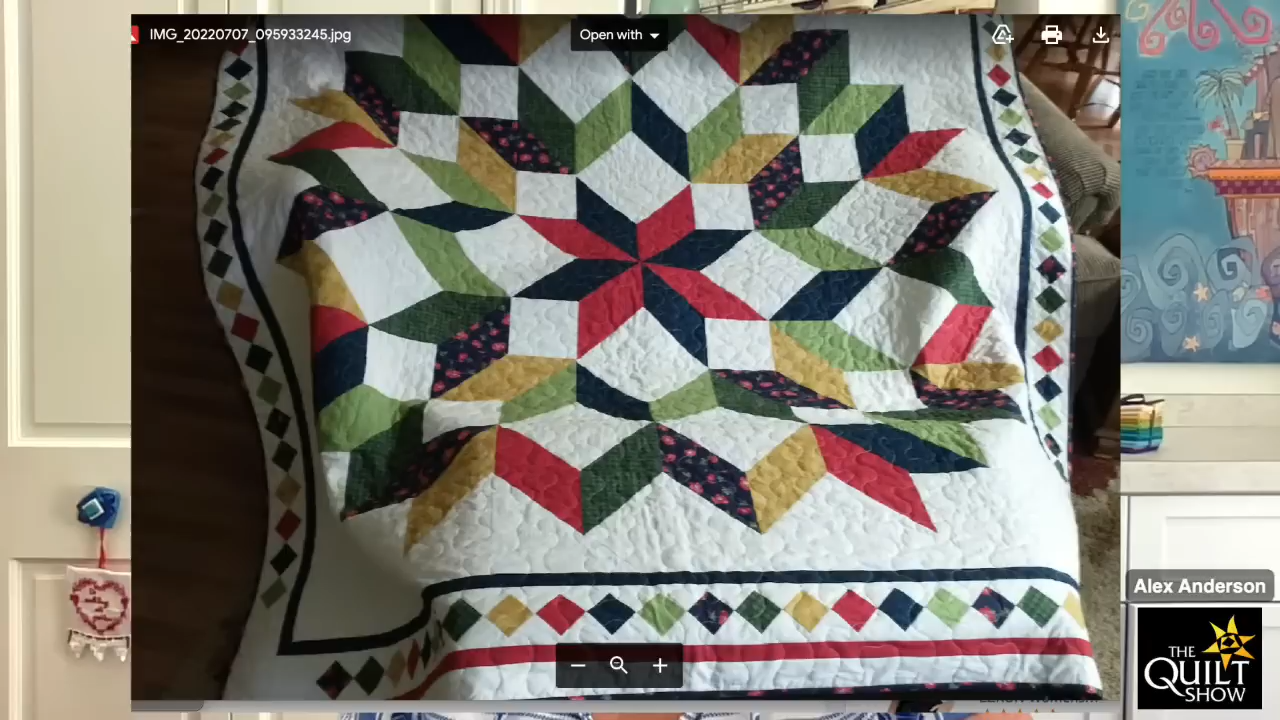 IMG_20220707_095933245.jpg
Open with
Alex Anderson
THE
QUILT
SHOW